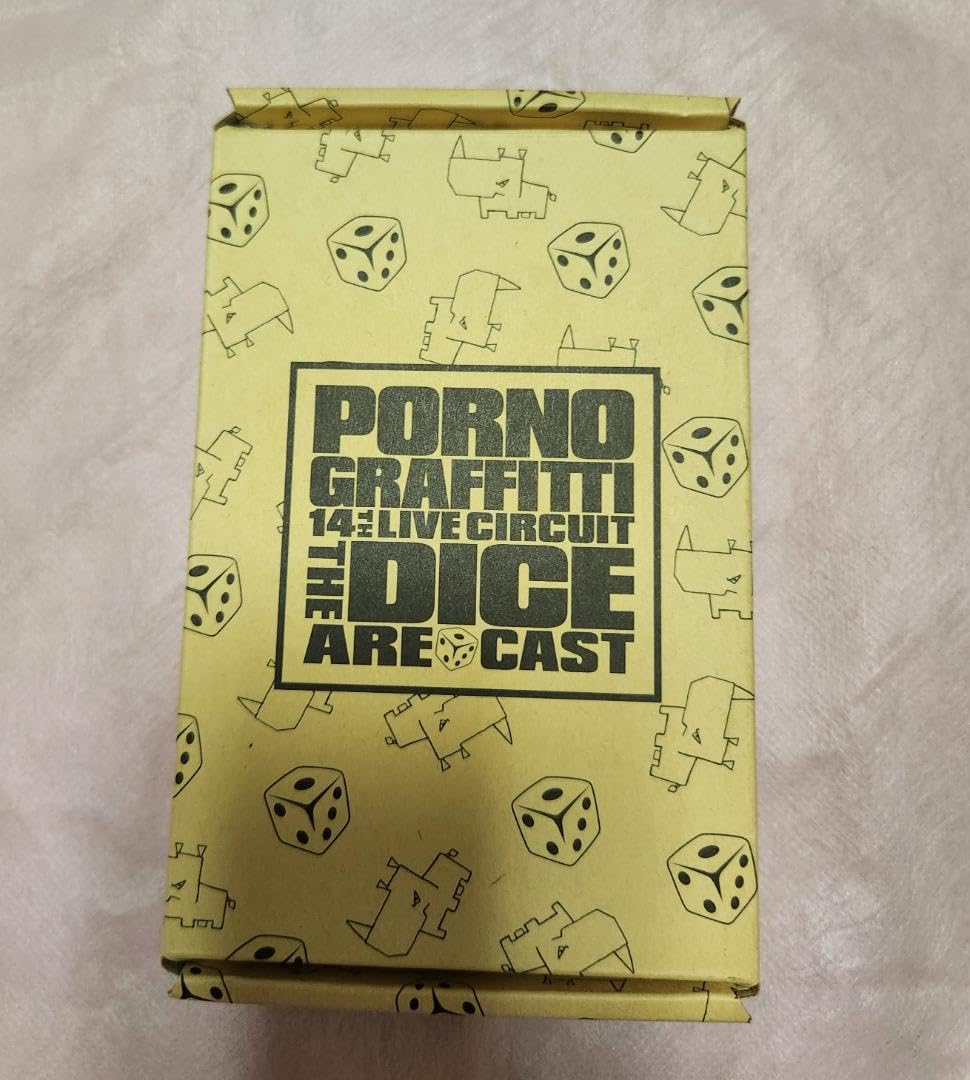 PORNO
GRAFFITTI
14TH LIVE CIRCUIT
THE DICE
ARE CAST